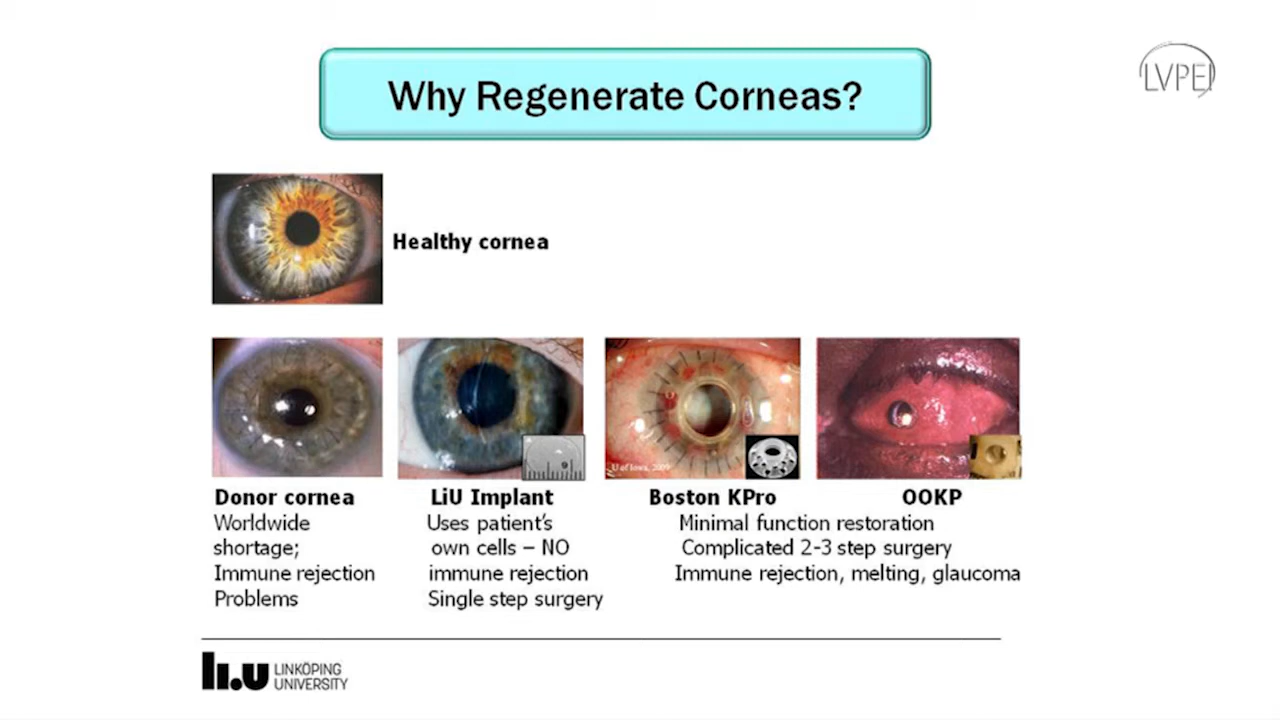 Why Regenerate Corneas?
LVPEI
Healthy cornea
Donor cornea
Worldwide
shortage;
Immune rejection
Problems
LiU Implant
Uses patient's
own cells – NO
immune rejection
Single step surgery
U of Iowa, 2009
Boston KPro
OOKP
Minimal function restoration
Complicated 2-3 step surgery
Immune rejection, melting, glaucoma
li.u LINKÖPING
UNIVERSITY